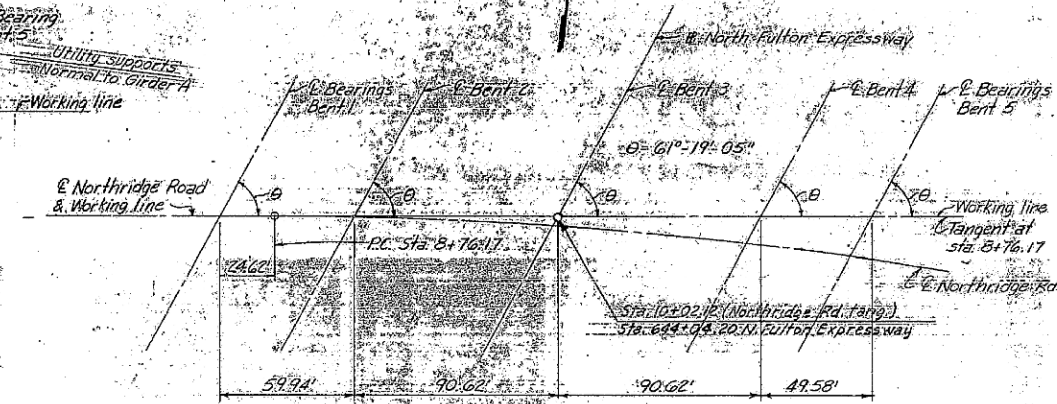 Bearing
Utility supports
Normal to Girder A
Working line
℄ Bearings
Bent 1
℄ Bent 2
North Fulton Expressway
℄ Bent 3
℄ Bent 4
℄ Bearings
Bent 5
θ = 61°-19'-05"
℄ Northridge Road
& Working line
θ
θ
θ
θ
θ
Working line
Tangent at
sta. 8+76.17
P.C. Sta. 8+76.17
24.62'
℄ Northridge Rd.
Sta. 10+02.12 (Northridge Rd. Tang.)
Sta. 644+04.20 N. Fulton Expressway
59.94'
90.62'
90.62'
49.58'